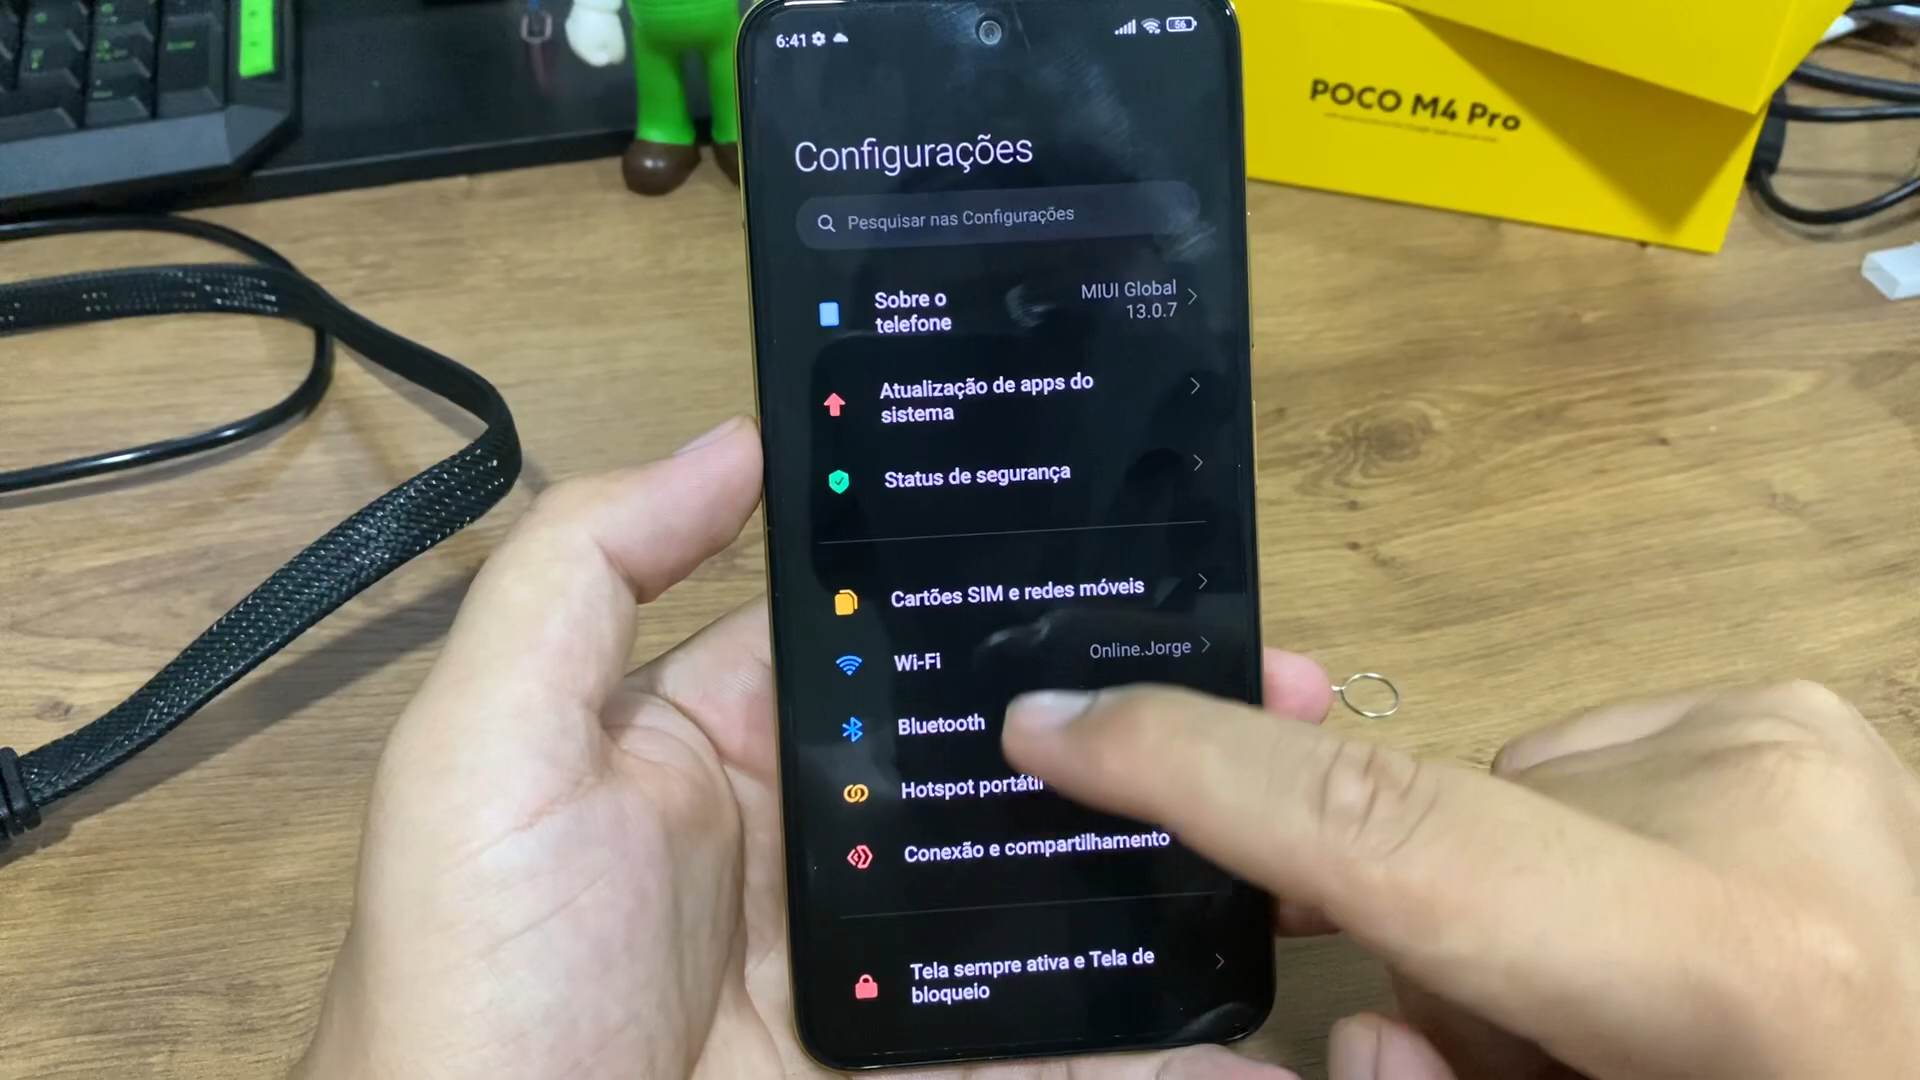 6:41
56
POCO M4 Pro
Configurações
Pesquisar nas Configurações
Sobre o
telefone
MIUI Global
13.0.7
Atualização de apps do
sistema
Status de segurança
Cartões SIM e redes móveis
Wi-Fi
Online.Jorge
Bluetooth
Hotspot portátil
Conexão e compartilhamento
Tela sempre ativa e Tela de
bloqueio